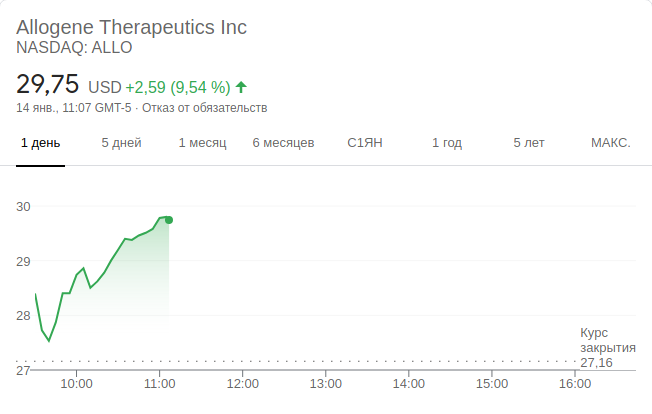 Allogene Therapeutics Inc
NASDAQ: ALLO
29,75 USD +2,59 (9,54 %)
14 янв., 11:07 GMT-5 · Отказ от обязательств
1 день 5 дней 1 месяц 6 месяцев С1ЯН 1 год 5 лет МАКС.
30
29
28
Курс
закрытия
27,16
27
10:00 11:00 12:00 13:00 14:00 15:00 16:00